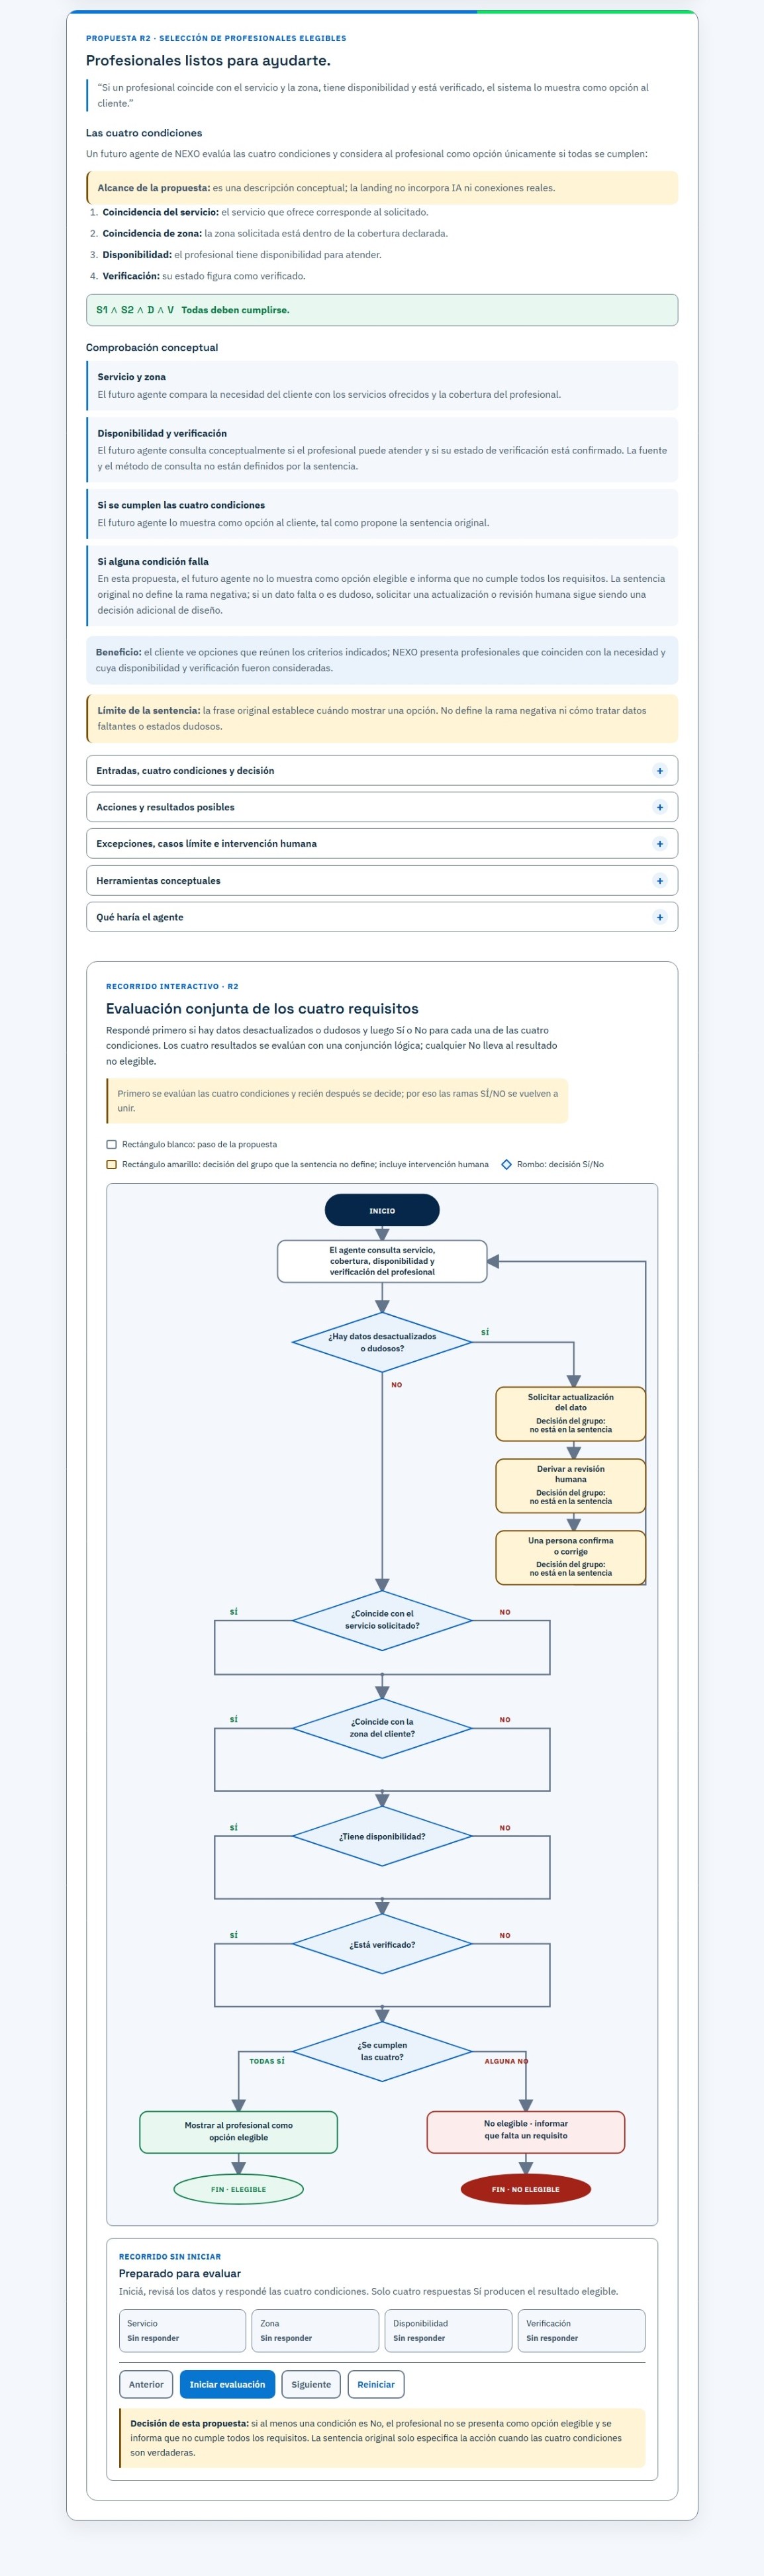 PROPUESTA R2 · SELECCIÓN DE PROFESIONALES ELEGIBLES
Profesionales listos para ayudarte.
“Si un profesional coincide con el servicio y la zona, tiene disponibilidad y está verificado, el sistema lo muestra como opción al
cliente.”
Las cuatro condiciones
Un futuro agente de NEXO evalúa las cuatro condiciones y considera al profesional como opción únicamente si todas se cumplen:
Alcance de la propuesta: es una descripción conceptual; la landing no incorpora IA ni conexiones reales.
1. Coincidencia del servicio: el servicio que ofrece corresponde al solicitado.
2. Coincidencia de zona: la zona solicitada está dentro de la cobertura declarada.
3. Disponibilidad: el profesional tiene disponibilidad para atender.
4. Verificación: su estado figura como verificado.
S1 ∧ S2 ∧ D ∧ V Todas deben cumplirse.
Comprobación conceptual
Servicio y zona
El futuro agente compara la necesidad del cliente con los servicios ofrecidos y la cobertura del profesional.
Disponibilidad y verificación
El futuro agente consulta conceptualmente si el profesional puede atender y si su estado de verificación está confirmado. La fuente
y el método de consulta no están definidos por la sentencia.
Si se cumplen las cuatro condiciones
El futuro agente lo muestra como opción al cliente, tal como propone la sentencia original.
Si alguna condición falla
En esta propuesta, el futuro agente no lo muestra como opción elegible e informa que no cumple todos los requisitos. La sentencia
original no define la rama negativa; si un dato falta o es dudoso, solicitar una actualización o revisión humana sigue siendo una
decisión adicional de diseño.
Beneficio: el cliente ve opciones que reúnen los criterios indicados; NEXO presenta profesionales que coinciden con la necesidad y
cuya disponibilidad y verificación fueron consideradas.
Límite de la sentencia: la frase original establece cuándo mostrar una opción. No define la rama negativa ni cómo tratar datos
faltantes o estados dudosos.
Entradas, cuatro condiciones y decisión +
Acciones y resultados posibles +
Excepciones, casos límite e intervención humana +
Herramientas conceptuales +
Qué haría el agente +
RECORRIDO INTERACTIVO · R2
Evaluación conjunta de los cuatro requisitos
Respondé primero si hay datos desactualizados o dudosos y luego Sí o No para cada una de las cuatro
condiciones. Los cuatro resultados se evalúan con una conjunción lógica; cualquier No lleva al resultado
no elegible.
Primero se evalúan las cuatro condiciones y recién después se decide; por eso las ramas SÍ/NO se vuelven a
unir.
Rectángulo blanco: paso de la propuesta
Rectángulo amarillo: decisión del grupo que la sentencia no define; incluye intervención humana Rombo: decisión Sí/No
INICIO
El agente consulta servicio,
cobertura, disponibilidad y
verificación del profesional
¿Hay datos desactualizados
o dudosos?
SÍ
NO
Solicitar actualización
del dato
Decisión del grupo:
no está en la sentencia
Derivar a revisión
humana
Decisión del grupo:
no está en la sentencia
Una persona confirma
o corrige
Decisión del grupo:
no está en la sentencia
¿Coincide con el
servicio solicitado?
SÍ
NO
¿Coincide con la
zona del cliente?
SÍ
NO
¿Tiene disponibilidad?
SÍ
NO
¿Está verificado?
SÍ
NO
¿Se cumplen
las cuatro?
TODAS SÍ
ALGUNA NO
Mostrar al profesional como
opción elegible
No elegible · informar
que falta un requisito
FIN · ELEGIBLE
FIN · NO ELEGIBLE
RECORRIDO SIN INICIAR
Preparado para evaluar
Iniciá, revisá los datos y respondé las cuatro condiciones. Solo cuatro respuestas Sí producen el resultado elegible.
Servicio
Sin responder
Zona
Sin responder
Disponibilidad
Sin responder
Verificación
Sin responder
Anterior Iniciar evaluación Siguiente Reiniciar
Decisión de esta propuesta: si al menos una condición es No, el profesional no se presenta como opción elegible y se
informa que no cumple todos los requisitos. La sentencia original solo especifica la acción cuando las cuatro condiciones
son verdaderas.